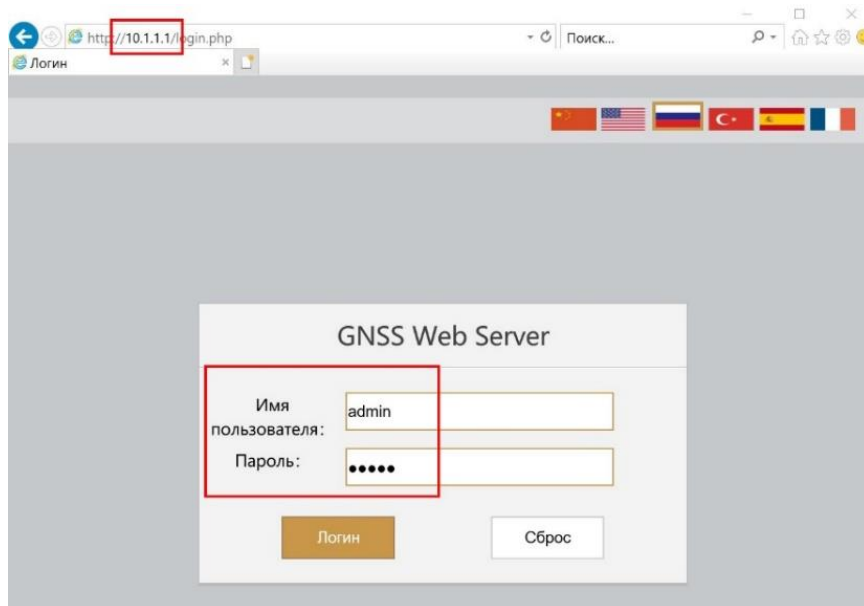 http://10.1.1.1/login.php
Поиск...
Логин
GNSS Web Server
Имя
пользователя:
admin
Пароль:
•••••
Логин
Сброс